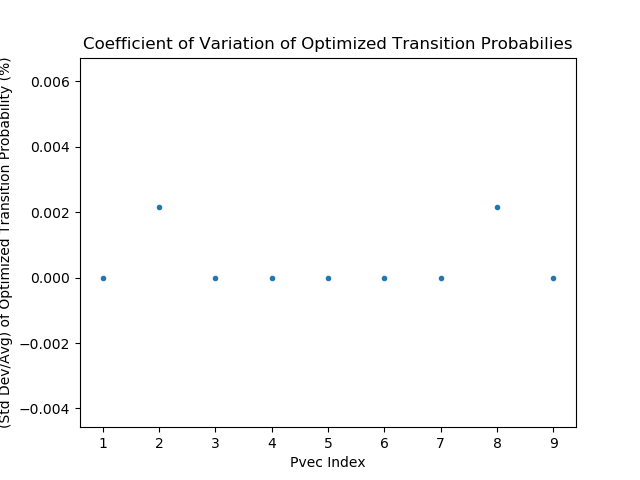 Coefficient of Variation of Optimized Transition Probabilies
(Std Dev/Avg) of Optimized Transition Probability (%)
0.006
0.004
0.002
0.000
−0.002
−0.004
1 2 3 4 5 6 7 8 9
Pvec Index